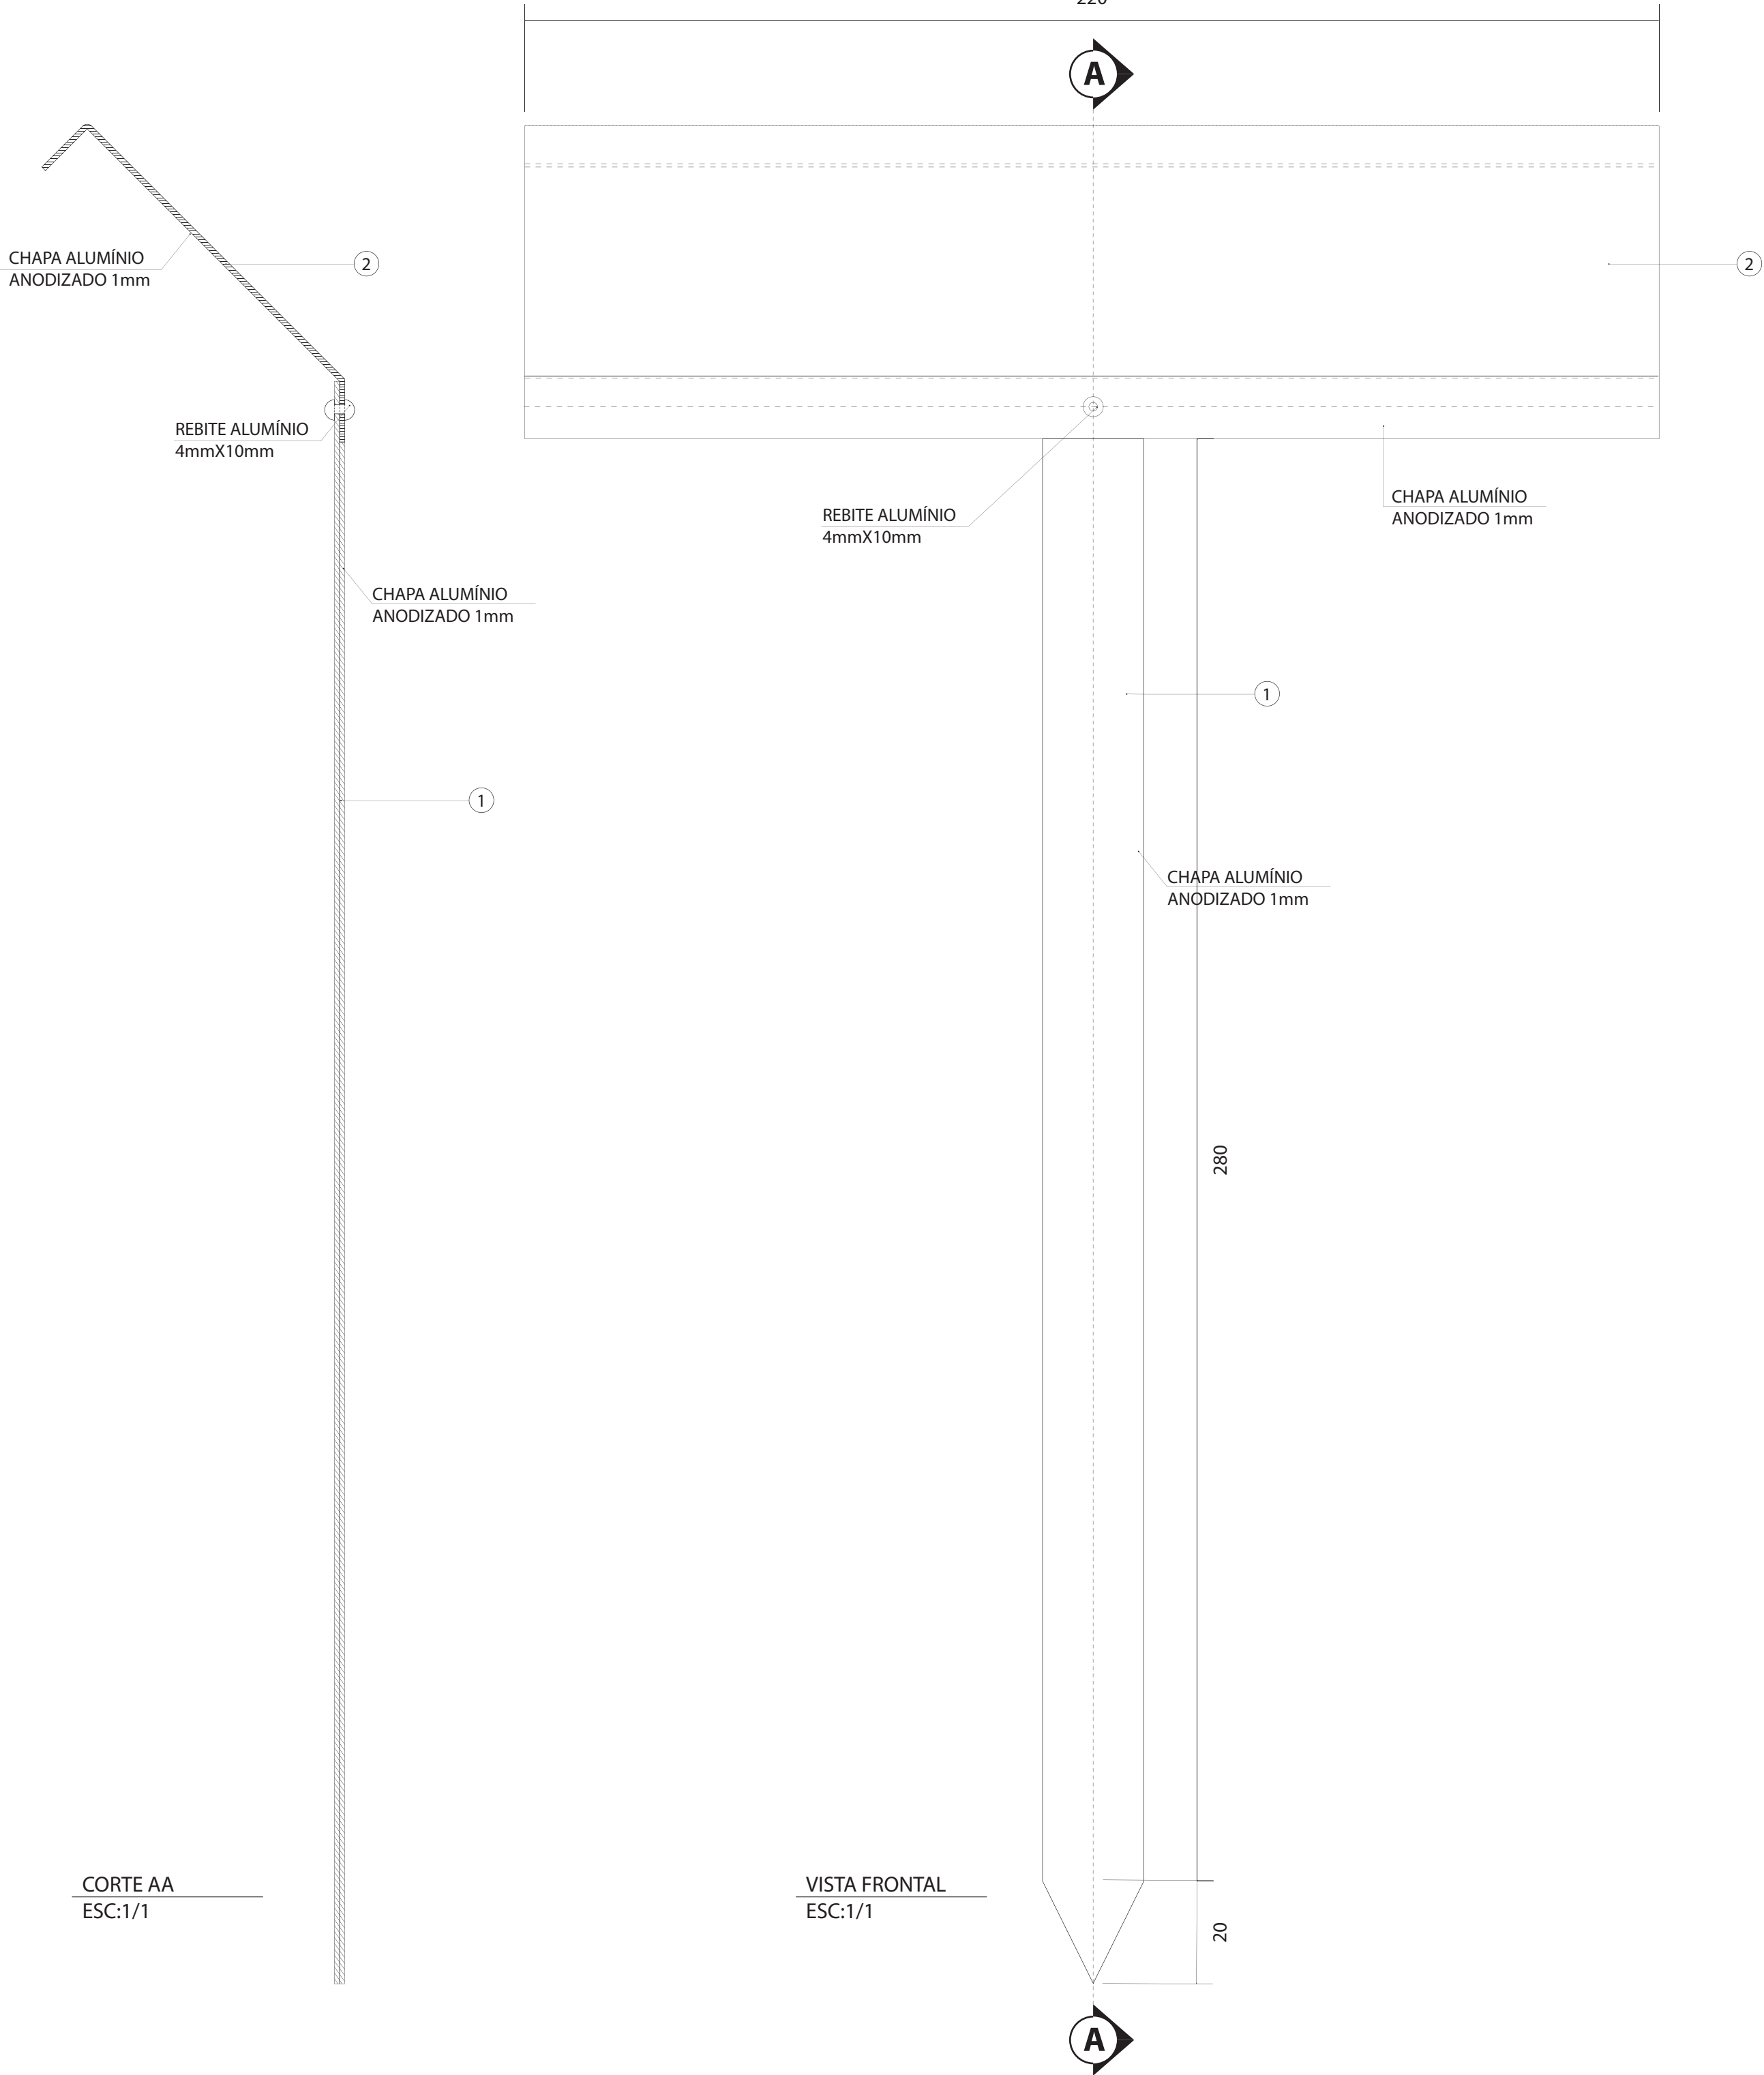 220
A
CHAPA ALUMÍNIO
ANODIZADO 1mm
2
2
REBITE ALUMÍNIO
4mmX10mm
REBITE ALUMÍNIO
4mmX10mm
CHAPA ALUMÍNIO
ANODIZADO 1mm
CHAPA ALUMÍNIO
ANODIZADO 1mm
1
1
CHAPA ALUMÍNIO
ANODIZADO 1mm
280
CORTE AA
ESC:1/1
VISTA FRONTAL
ESC:1/1
20
A